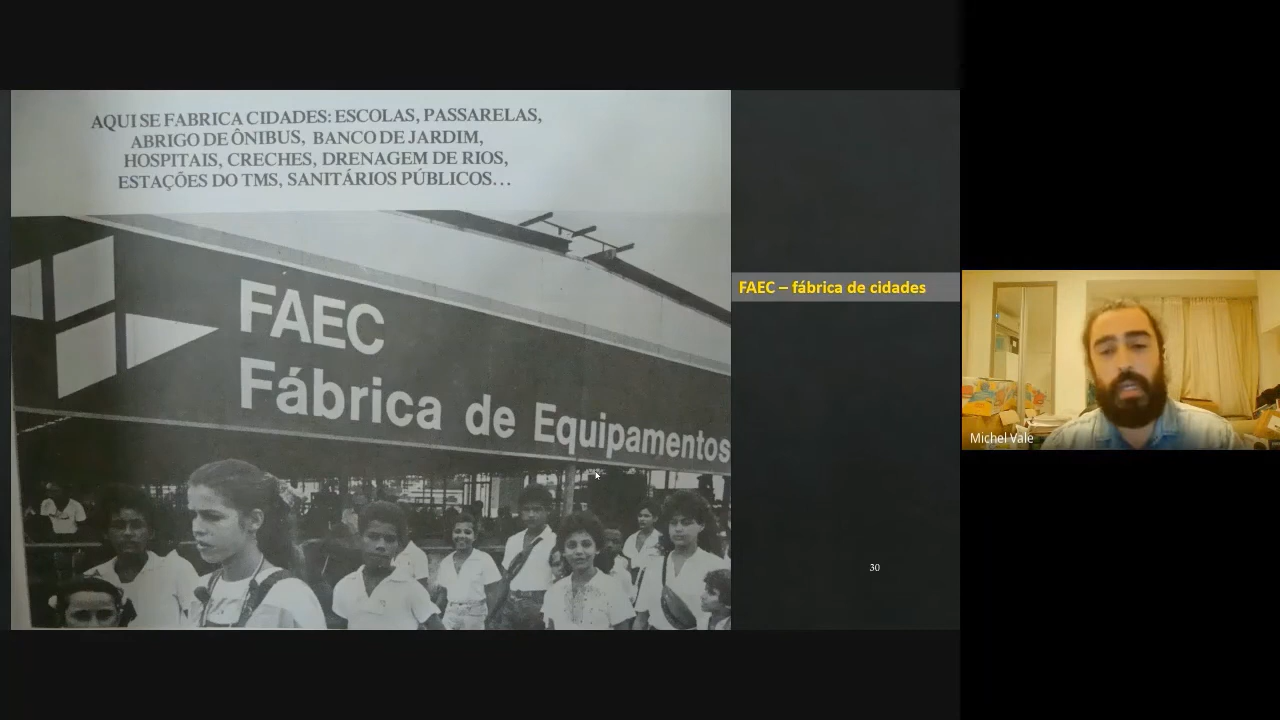 AQUI SE FABRICA CIDADES: ESCOLAS, PASSARELAS,
ABRIGO DE ÔNIBUS, BANCO DE JARDIM,
HOSPITAIS, CRECHES, DRENAGEM DE RIOS,
ESTAÇÕES DO TMS, SANITÁRIOS PÚBLICOS...
FAEC
Fábrica de Equipamentos
FAEC – fábrica de cidades
30
Michel Vale